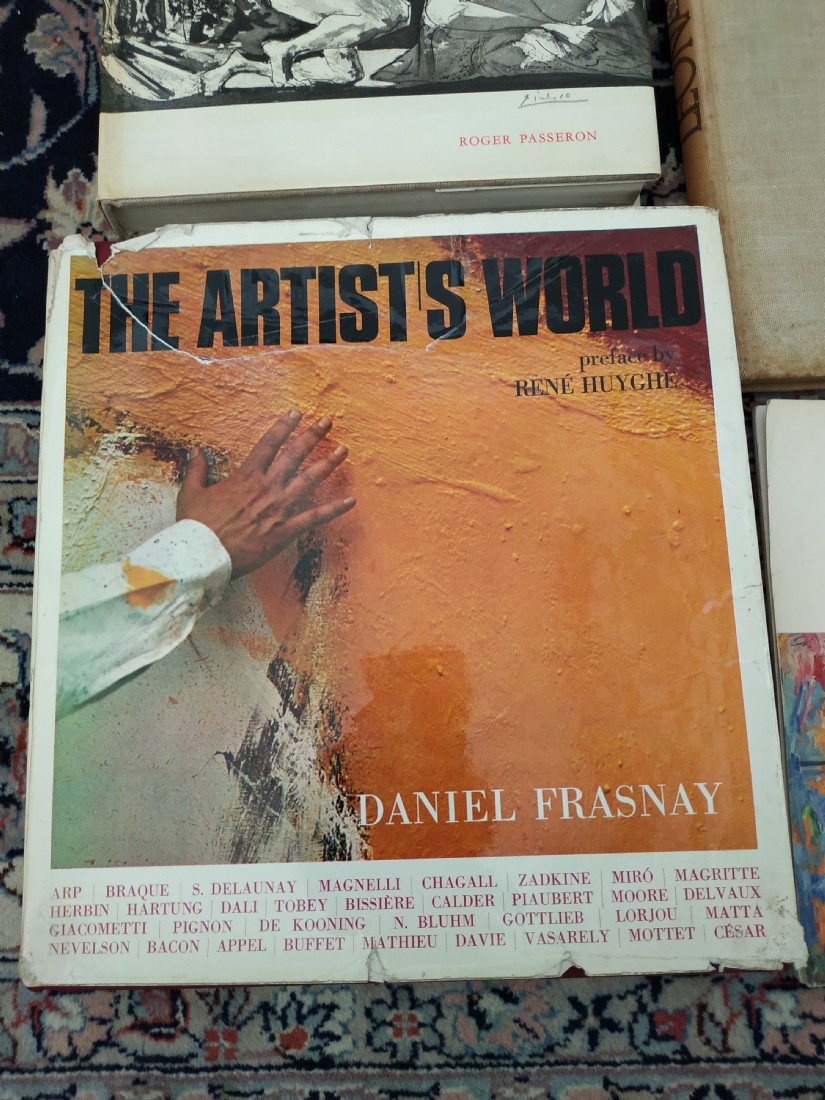 ROGER PASSERON
THE ARTIST'S WORLD
preface by
RENÉ HUYGHE
DANIEL FRASNAY
ARP | BRAQUE | S. DELAUNAY | MAGNELLI | CHAGALL | ZADKINE | MIRÓ | MAGRITTE
HERBIN | HARTUNG | DALI | TOBEY | BISSIÈRE | CALDER | PIAUBERT | MOORE | DELVAUX
GIACOMETTI | PIGNON | DE KOONING | N. BLUHM | GOTTLIEB | LORJOU | MATTA
NEVELSON | BACON | APPEL | BUFFET | MATHIEU | DAVIE | VASARELY | MOTTET | CÉSAR